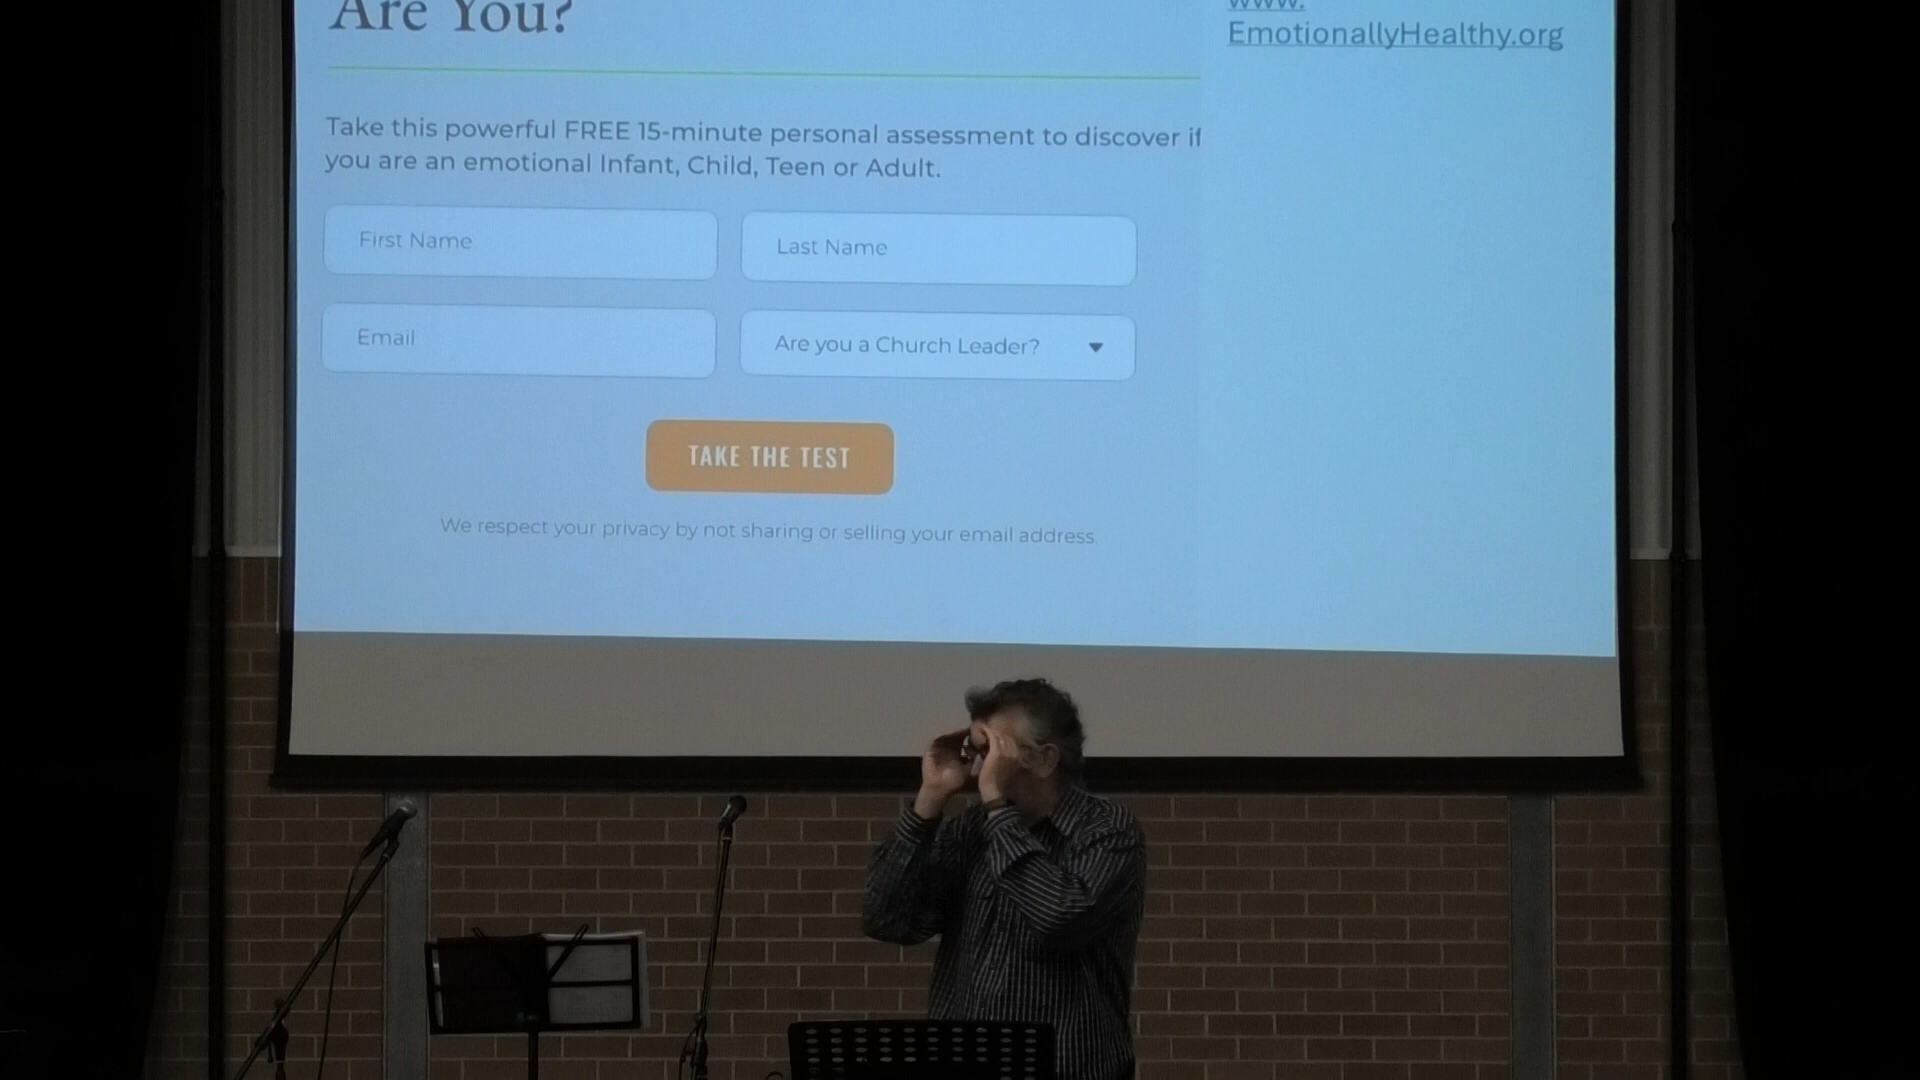 Are You?
www.
EmotionallyHealthy.org
Take this powerful FREE 15-minute personal assessment to discover if
you are an emotional Infant, Child, Teen or Adult.
First Name
Last Name
Email
Are you a Church Leader?
TAKE THE TEST
We respect your privacy by not sharing or selling your email address.